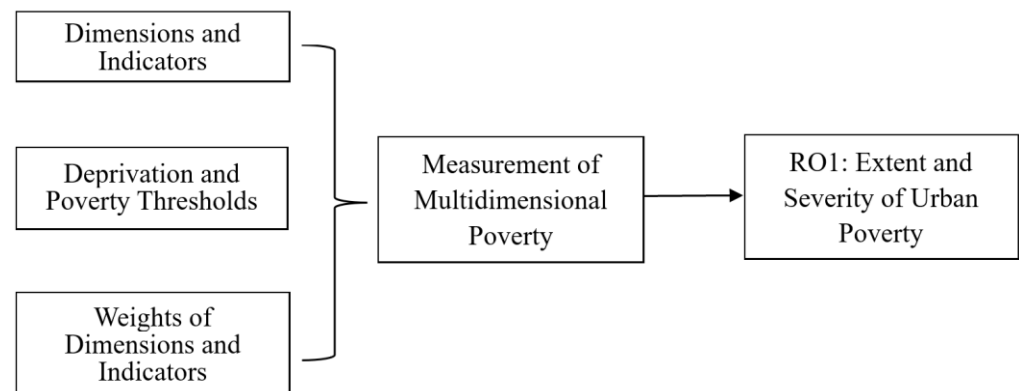 Dimensions and
Indicators
Deprivation and
Poverty Thresholds
Weights of
Dimensions and
Indicators
Measurement of
Multidimensional
Poverty
RO1: Extent and
Severity of Urban
Poverty